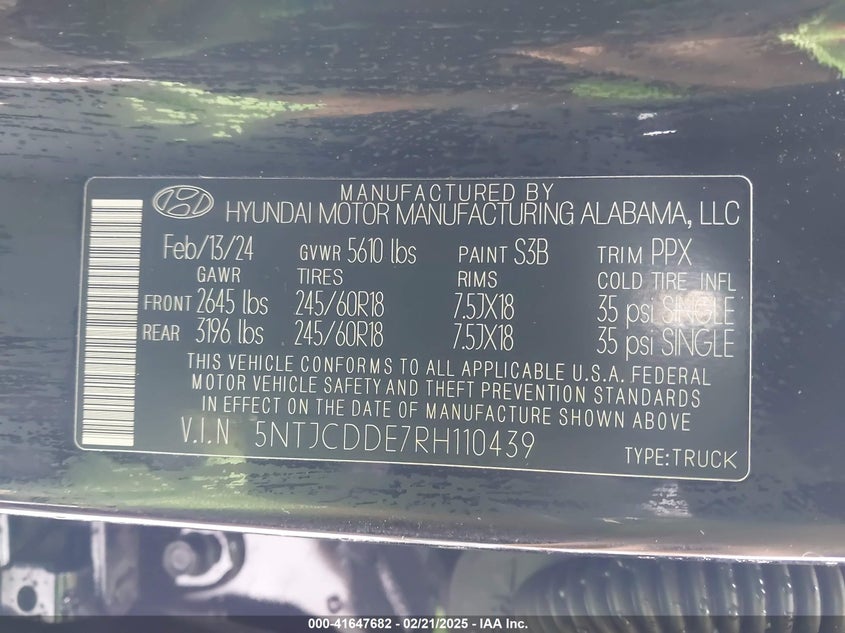 MANUFACTURED BY
HYUNDAI MOTOR MANUFACTURING ALABAMA, LLC
Feb/13/24 GVWR 5610 lbs PAINT S3B TRIM PPX
GAWR TIRES RIMS COLD TIRE INFL
FRONT 2645 lbs 245/60R18 7.5JX18 35 psi SINGLE
REAR 3196 lbs 245/60R18 7.5JX18 35 psi SINGLE
THIS VEHICLE CONFORMS TO ALL APPLICABLE U.S.A. FEDERAL
MOTOR VEHICLE SAFETY AND THEFT PREVENTION STANDARDS
IN EFFECT ON THE DATE OF MANUFACTURE SHOWN ABOVE
V.I.N 5NTJCDDE7RH110439
TYPE:TRUCK
000-41647682 - 02/21/2025 - IAA Inc.